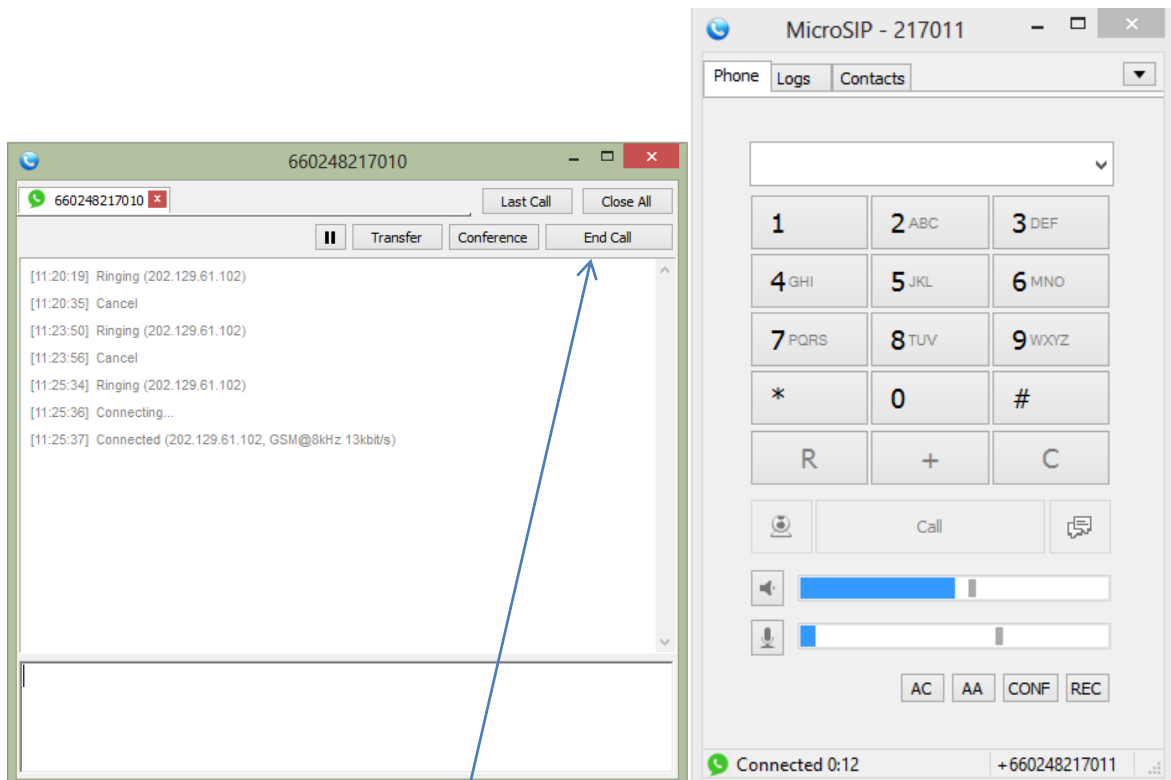 660248217010
660248217010
Last Call Close All
Transfer Conference End Call
[11:20:19] Ringing (202.129.61.102)
[11:20:35] Cancel
[11:23:50] Ringing (202.129.61.102)
[11:23:56] Cancel
[11:25:34] Ringing (202.129.61.102)
[11:25:36] Connecting...
[11:25:37] Connected (202.129.61.102, GSM@8kHz 13kbit/s)
MicroSIP - 217011
Phone Logs Contacts
1 2 ABC 3 DEF
4 GHI 5 JKL 6 MNO
7 PQRS 8 TUV 9 WXYZ
* 0 #
R + C
Call
AC AA CONF REC
Connected 0:12 +660248217011